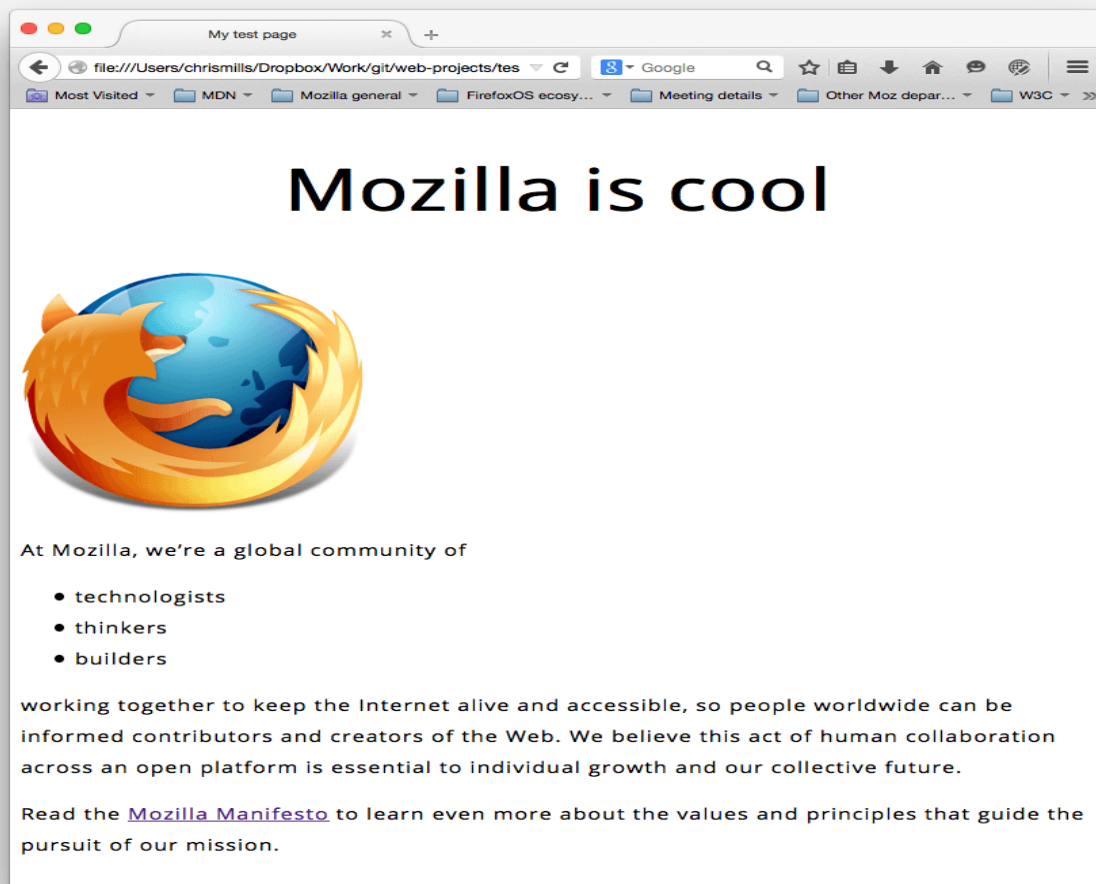 My test page
file:///Users/chrismills/Dropbox/Work/git/web-projects/tes
Google
Most Visited MDN Mozilla general FirefoxOS ecosy... Meeting details Other Moz depar... W3C
Mozilla is cool
At Mozilla, we’re a global community of
technologists
thinkers
builders
working together to keep the Internet alive and accessible, so people worldwide can be
informed contributors and creators of the Web. We believe this act of human collaboration
across an open platform is essential to individual growth and our collective future.
Read the Mozilla Manifesto to learn even more about the values and principles that guide the
pursuit of our mission.